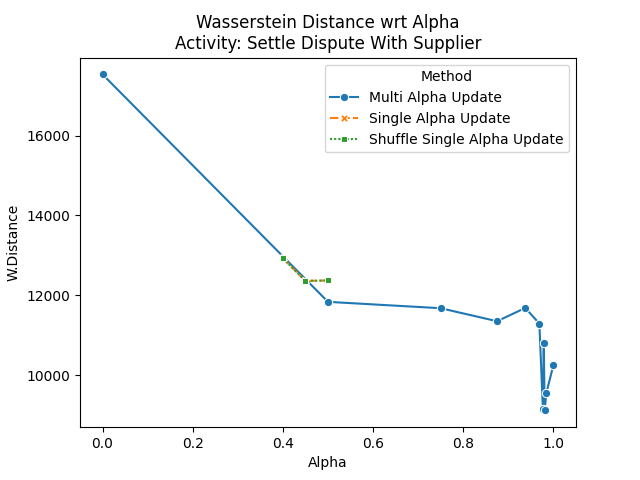 Wasserstein Distance wrt Alpha
Activity: Settle Dispute With Supplier
Method
Multi Alpha Update
Single Alpha Update
Shuffle Single Alpha Update
W.Distance
16000
14000
12000
10000
0.0 0.2 0.4 0.6 0.8 1.0
Alpha